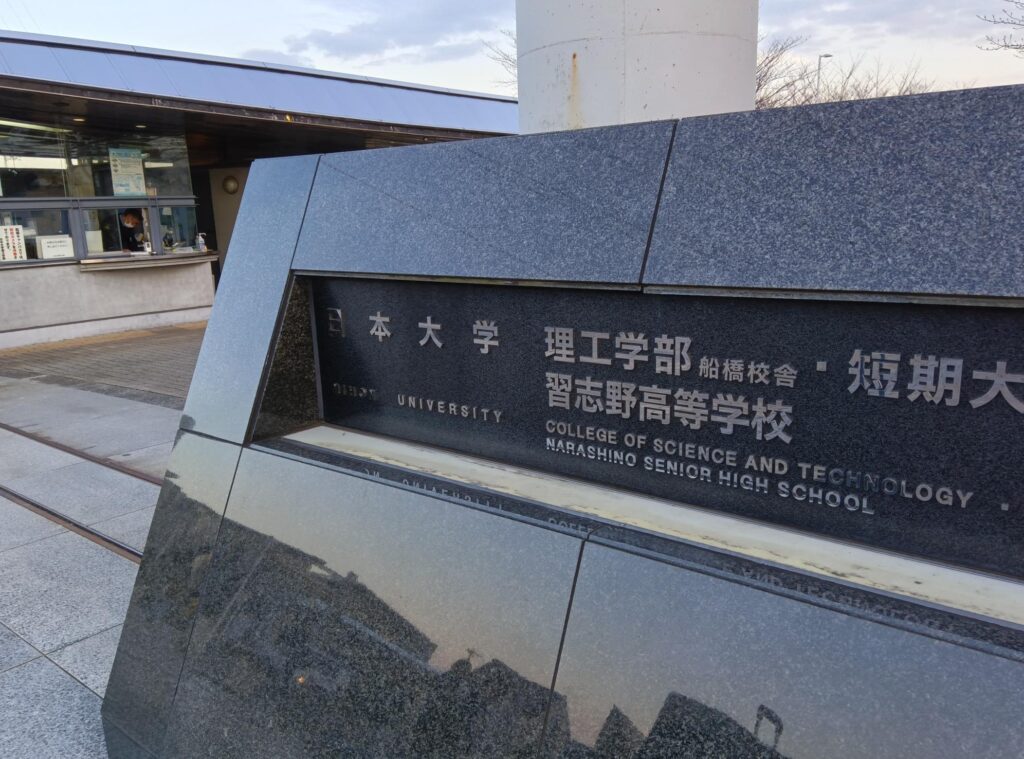 日本大学 理工学部 船橋校舎・短期大
習志野高等学校
NIHON UNIVERSITY
COLLEGE OF SCIENCE AND TECHNOLOGY ·
NARASHINO SENIOR HIGH SCHOOL